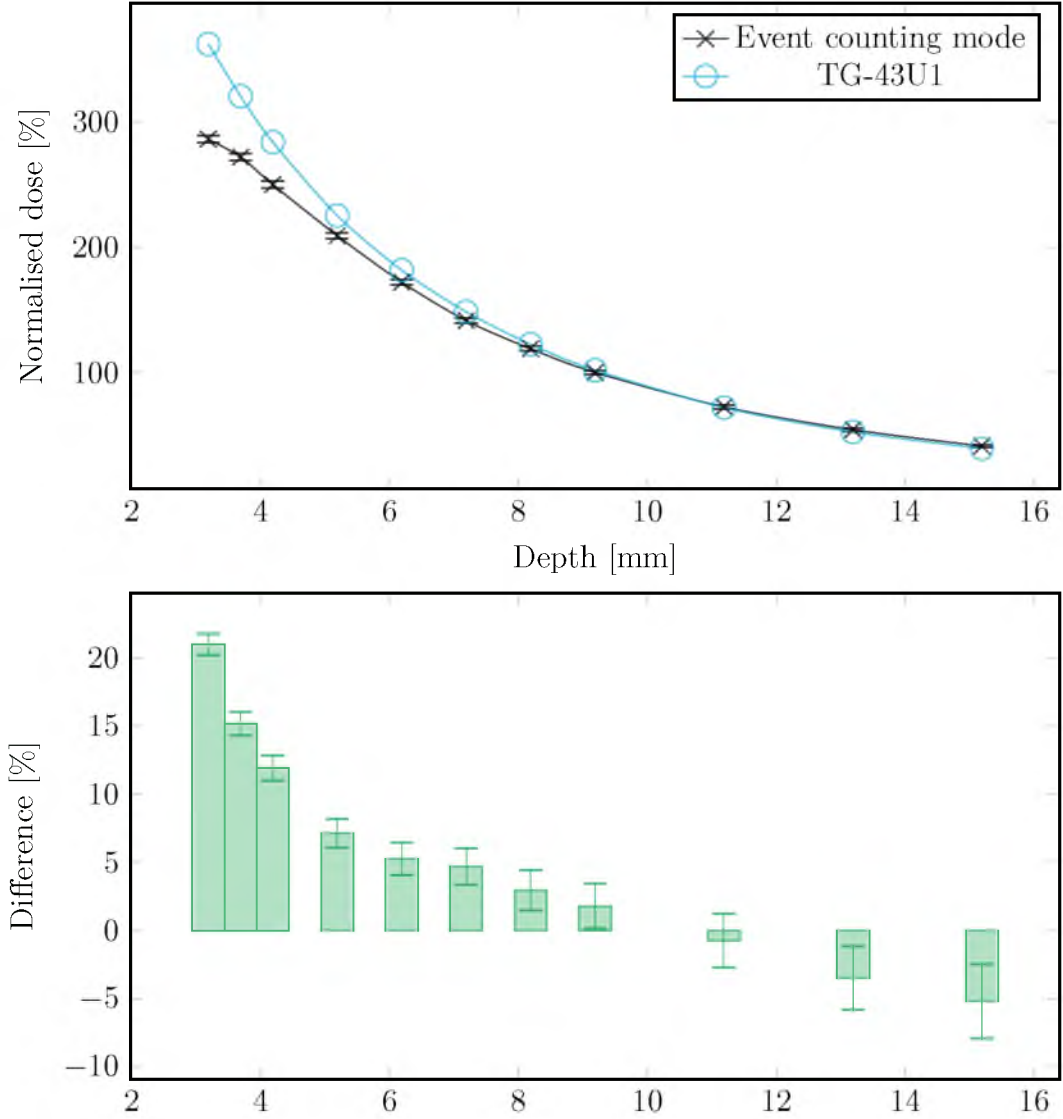 Event counting mode
TG-43U1
Normalised dose [%]
300
200
100
2 4 6 8 10 12 14 16
Depth [mm]
Difference [%]
20
15
10
5
0
−5
−10
2 4 6 8 10 12 14 16